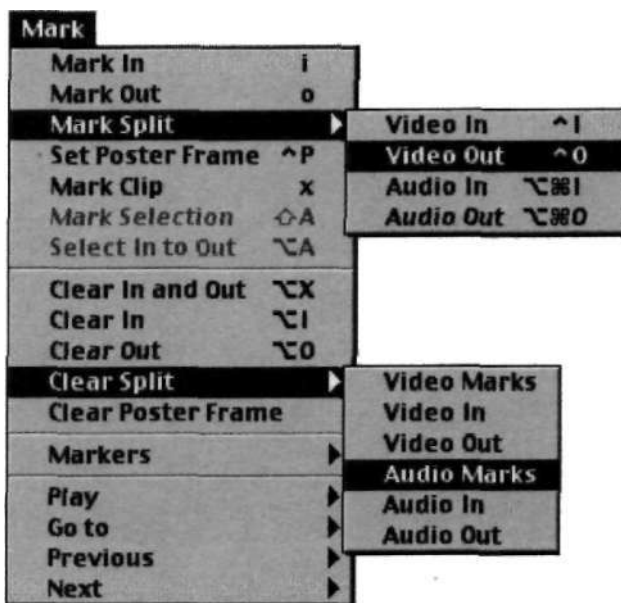 Mark
Mark In i
Mark Out o
Mark Split
Set Poster Frame ^P
Mark Clip x
Mark Selection ⇧A
Select In to Out ⌥A
Clear In and Out ⌥X
Clear In ⌥I
Clear Out ⌥O
Clear Split
Clear Poster Frame
Markers
Play
Go to
Previous
Next
Video In ^I
Video Out ^O
Audio In ⌥⌘I
Audio Out ⌥⌘O
Video Marks
Video In
Video Out
Audio Marks
Audio In
Audio Out